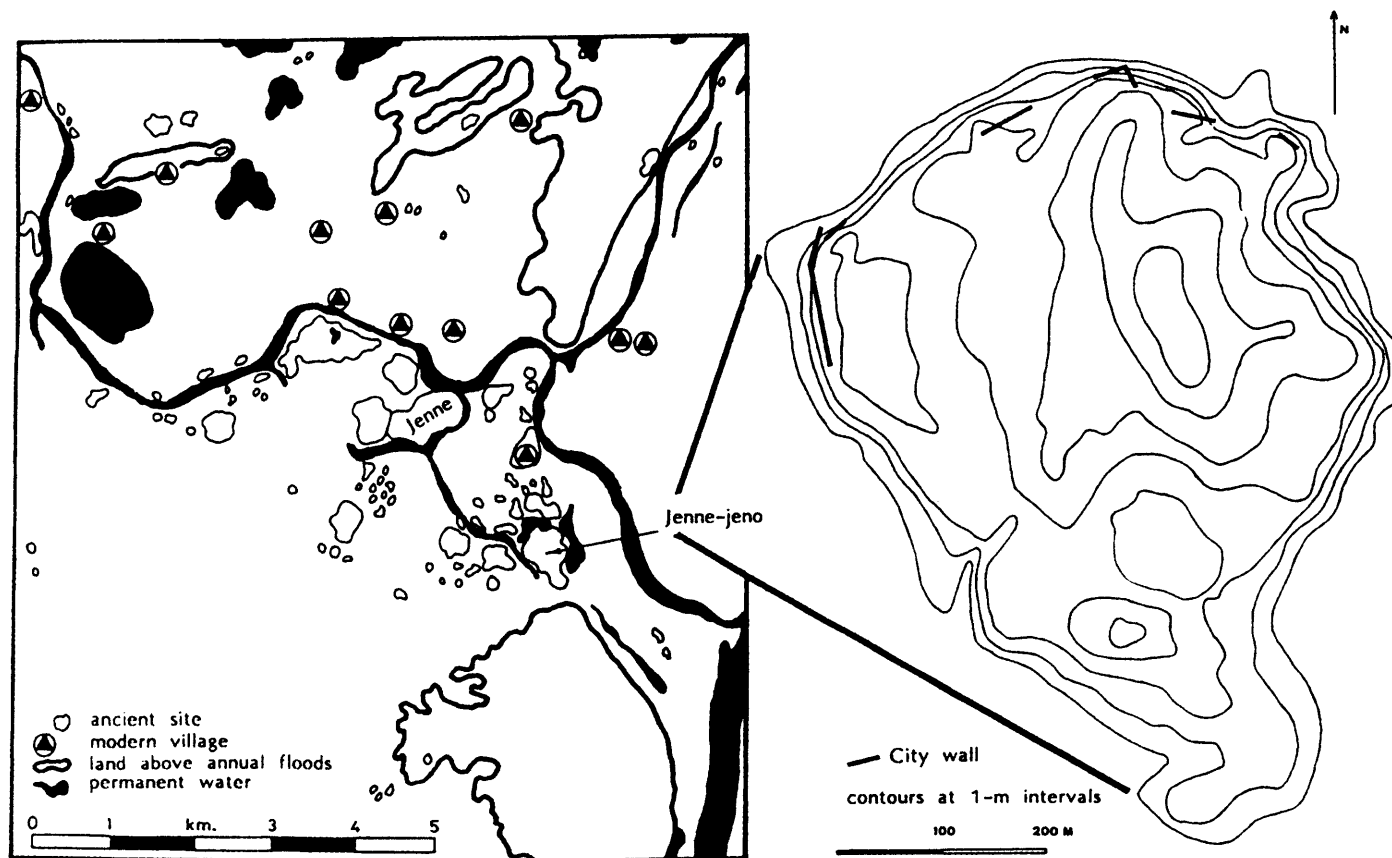 N
Jenne
Jenne-jeno
ancient site
modern village
land above annual floods
permanent water
0 1 km. 3 4 5
City wall
contours at 1-m intervals
100 200 M